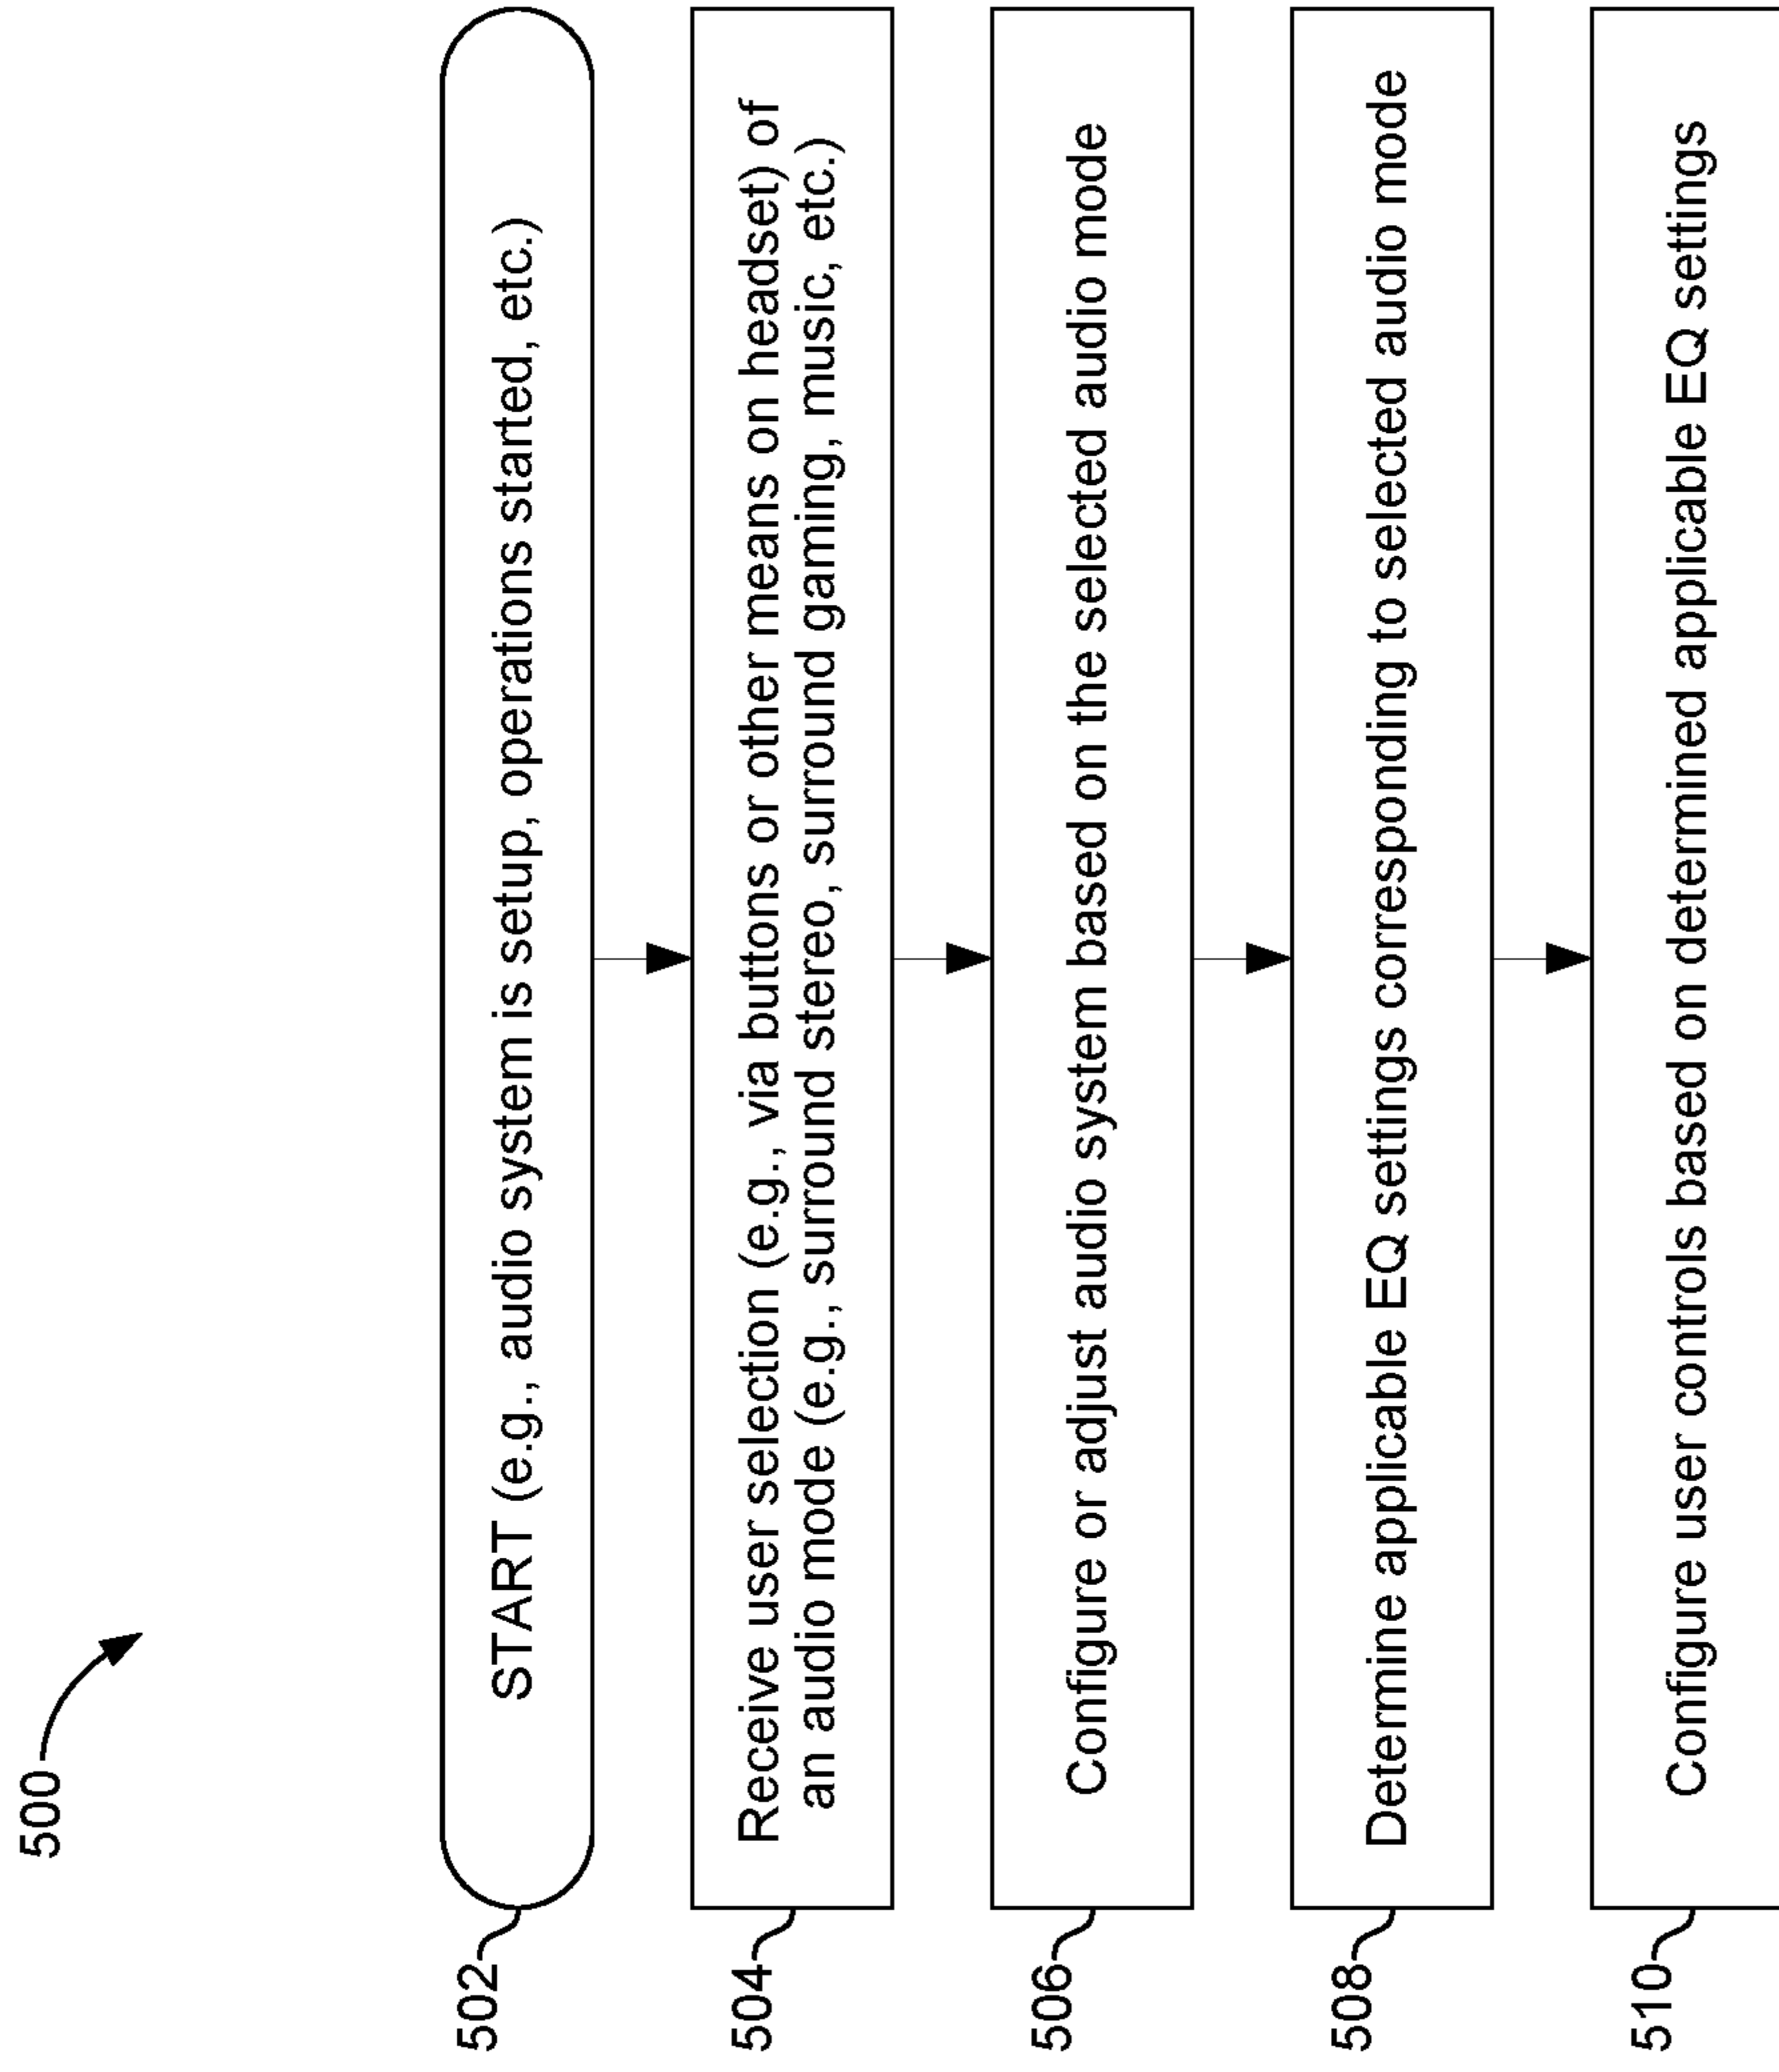 500
502
START (e.g., audio system is setup, operations started, etc.)
504
Receive user selection (e.g., via buttons or other means on headset) of
an audio mode (e.g., surround stereo, surround gaming, music, etc.)
506
Configure or adjust audio system based on the selected audio mode
508
Determine applicable EQ settings corresponding to selected audio mode
510
Configure user controls based on determined applicable EQ settings